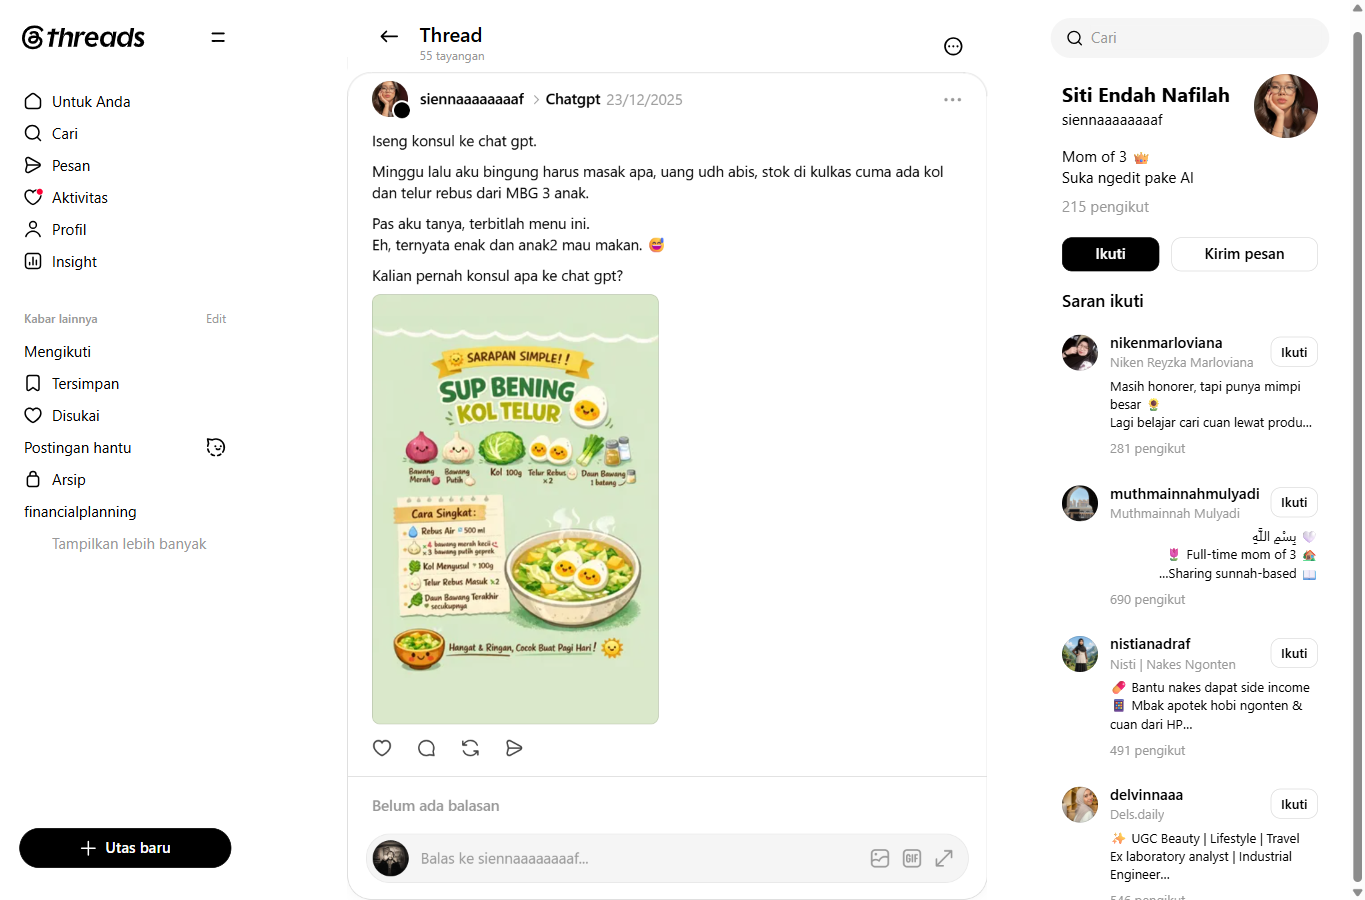 threads
Untuk Anda
Cari
Pesan
Aktivitas
Profil
Insight
Kabar lainnya
Edit
Mengikuti
Tersimpan
Disukai
Postingan hantu
Arsip
financialplanning
Tampilkan lebih banyak
Utas baru
Thread
55 tayangan
siennaaaaaaaaf > Chatgpt 23/12/2025
Iseng konsul ke chat gpt.
Minggu lalu aku bingung harus masak apa, uang udh abis, stok di kulkas cuma ada kol
dan telur rebus dari MBG 3 anak.
Pas aku tanya, terbitlah menu ini.
Eh, ternyata enak dan anak2 mau makan. 😅
Kalian pernah konsul apa ke chat gpt?
SARAPAN SIMPLE!!
SUP BENING
KOL TELUR
Bawang Merah
Bawang Putih
Kol 100g
Telur Rebus ×2
Daun Bawang 1 batang
Cara Singkat:
Rebus Air 500 ml
×4 bawang merah kecil
×3 bawang putih geprek
Kol Menyusul 100g
Telur Rebus Masuk ×2
Daun Bawang Terakhir
secukupnya
Hangat & Ringan, Cocok Buat Pagi Hari!
Belum ada balasan
Balas ke siennaaaaaaaaf...
GIF
Cari
Siti Endah Nafilah
siennaaaaaaaaf
Mom of 3 👑
Suka ngedit pake AI
215 pengikut
Ikuti
Kirim pesan
Saran ikuti
nikenmarloviana
Niken Reyzka Marloviana
Ikuti
Masih honorer, tapi punya mimpi
besar 🌻
Lagi belajar cari cuan lewat produ...
281 pengikut
muthmainnahmulyadi
Muthmainnah Mulyadi
Ikuti
🤍 بِسْمِ اللَّهِ
🌷 Full-time mom of 3 🏠
...Sharing sunnah-based 📖
690 pengikut
nistianadraf
Nisti | Nakes Ngonten
Ikuti
💊 Bantu nakes dapat side income
📱 Mbak apotek hobi ngonten &
cuan dari HP...
491 pengikut
delvinnaaa
Dels.daily
Ikuti
✨ UGC Beauty | Lifestyle | Travel
Ex laboratory analyst | Industrial
Engineer...